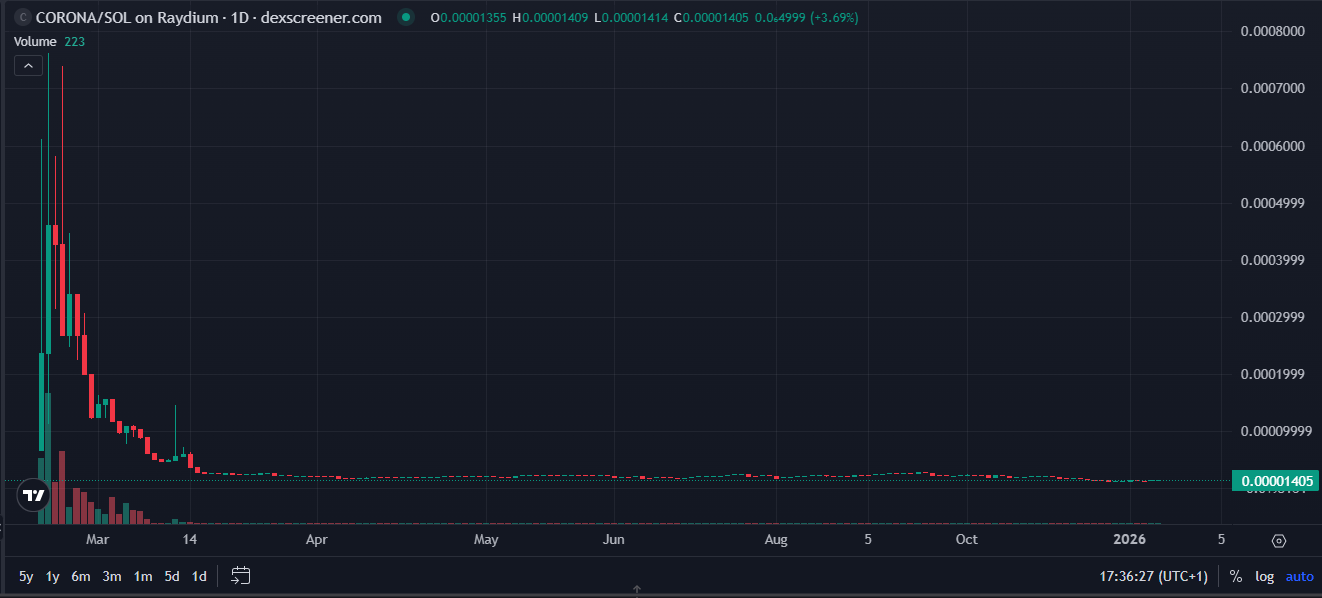 C CORONA/SOL on Raydium · 1D · dexscreener.com O0.00001355 H0.00001409 L0.00001414 C0.00001405 0.0₆4999 (+3.69%)
Volume 223
0.0008000
0.0007000
0.0006000
0.0004999
0.0003999
0.0002999
0.0001999
0.00009999
0.00001405
Mar 14 Apr May Jun Aug 5 Oct 2026 5
5y 1y 6m 3m 1m 5d 1d 17:36:27 (UTC+1) % log auto